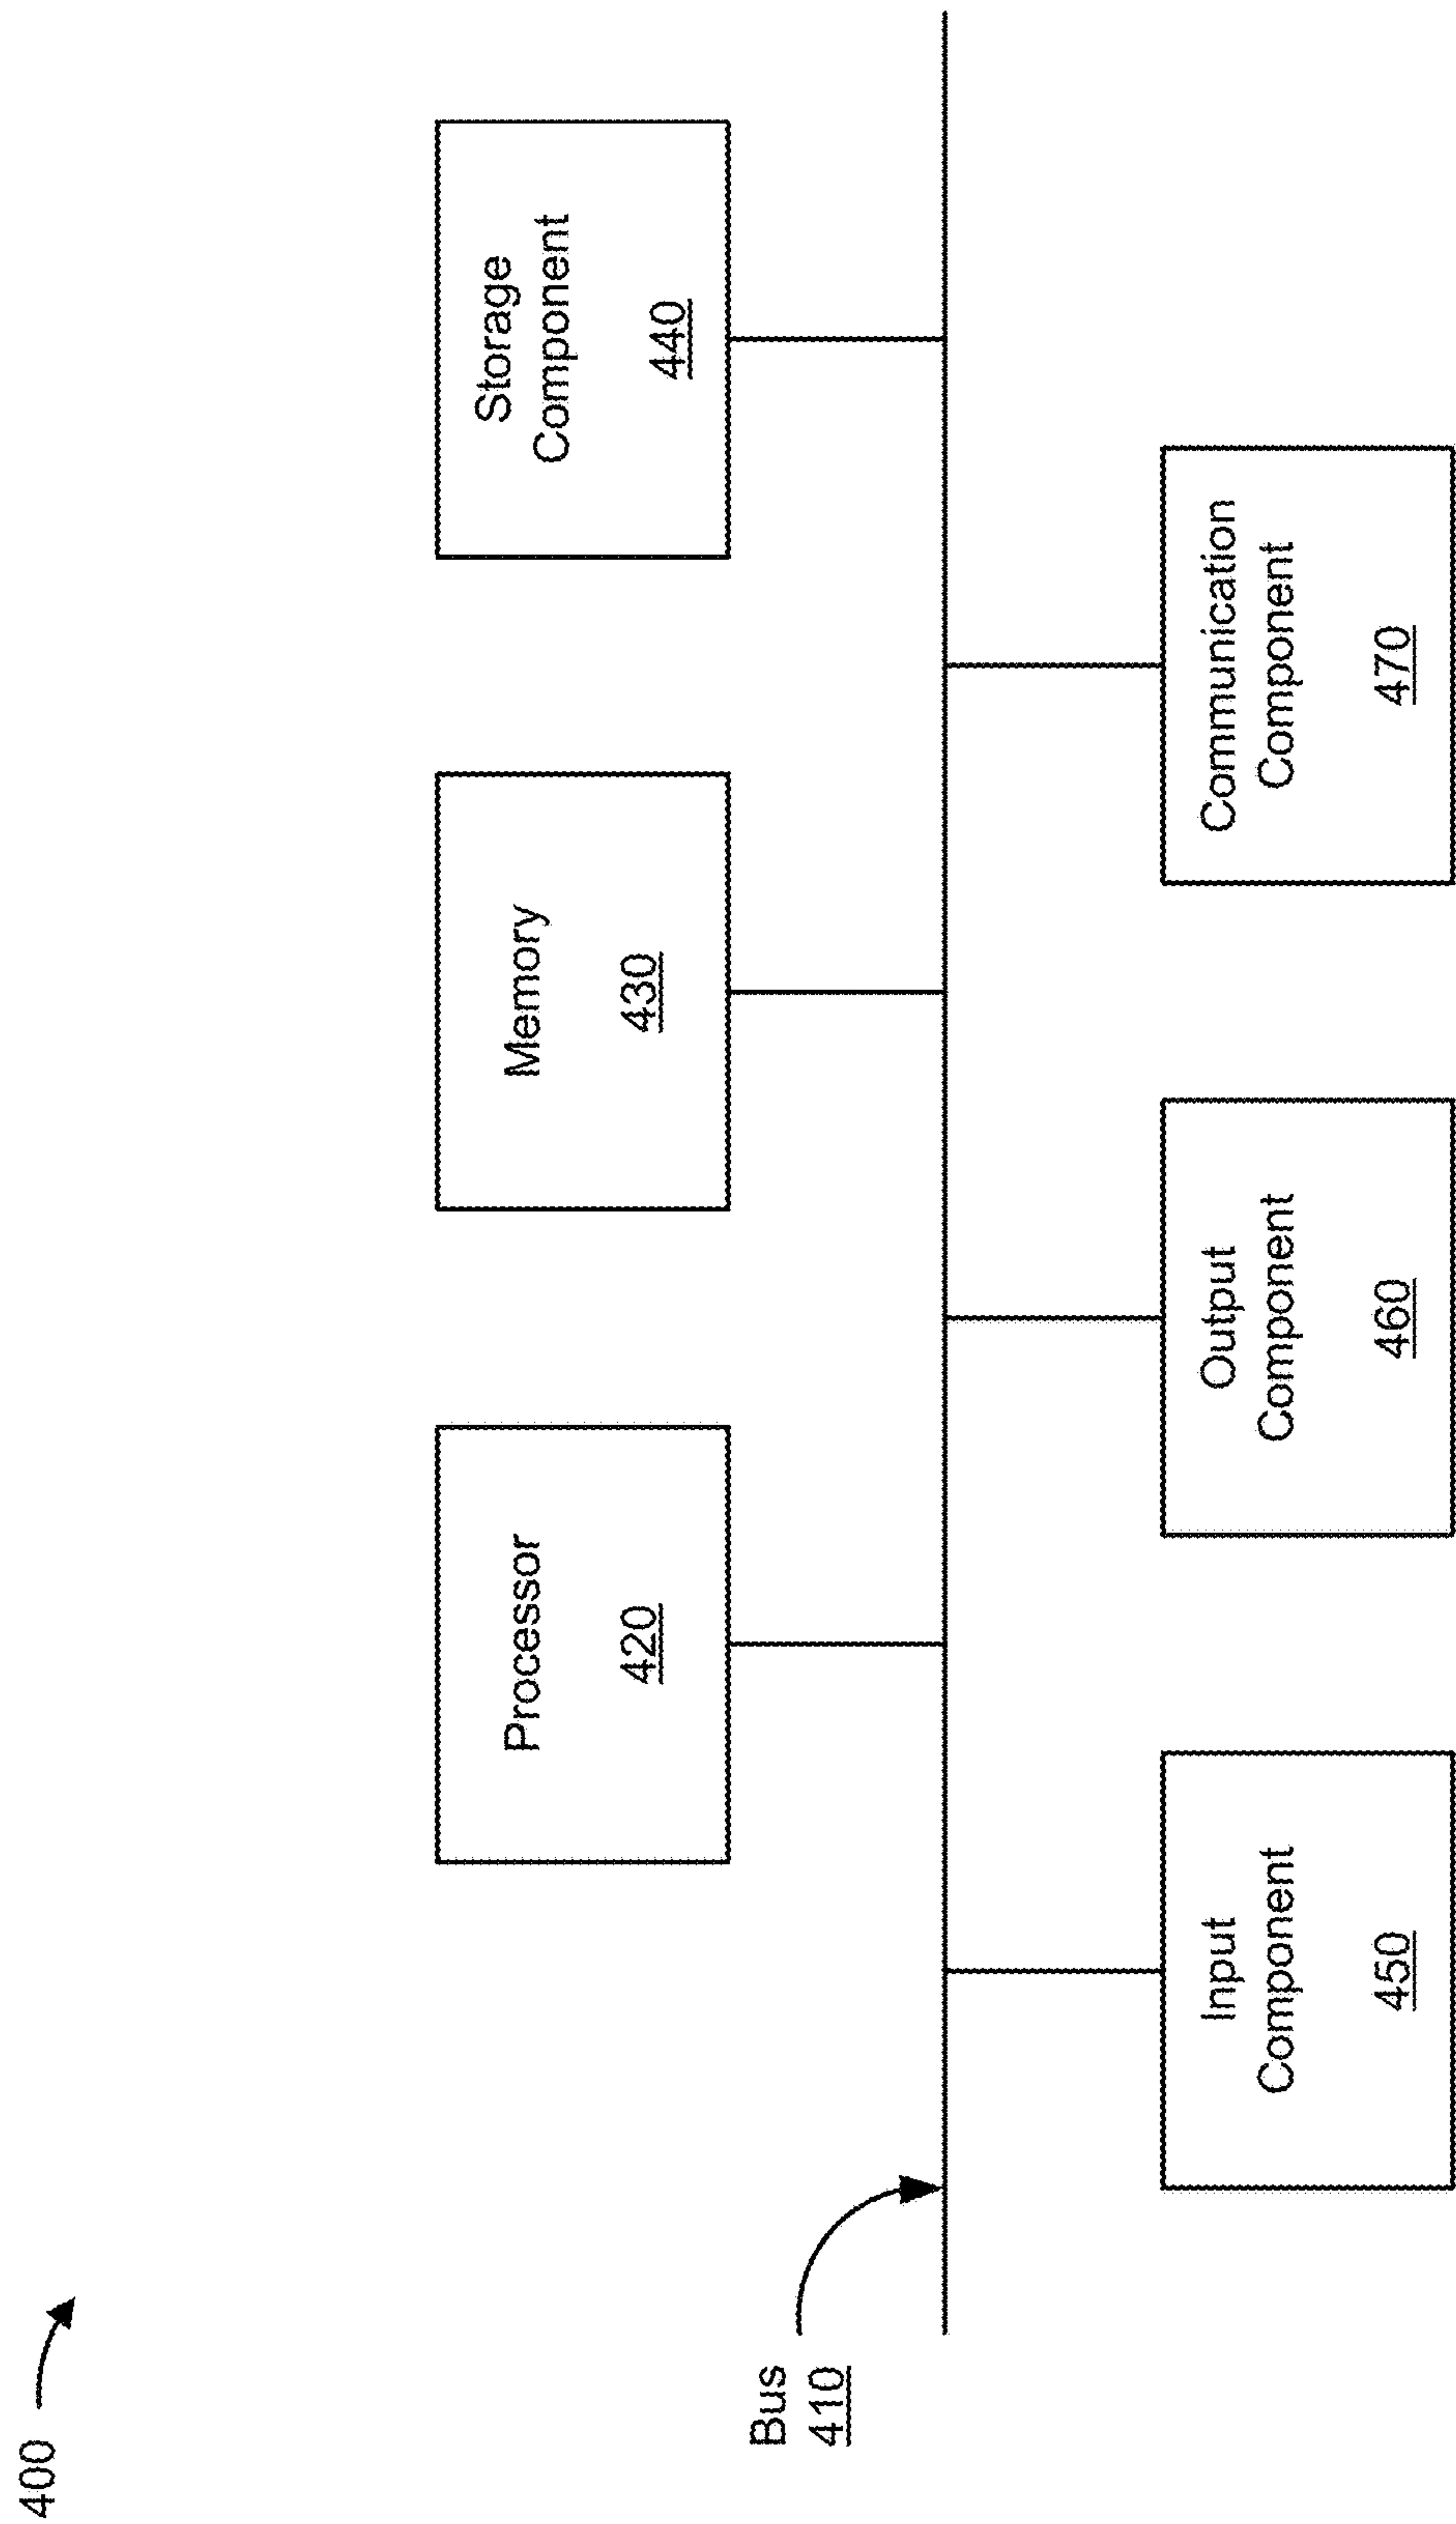 400
Processor
420
Memory
430
Storage
Component
440
Bus
410
Input
Component
450
Output
Component
460
Communication
Component
470